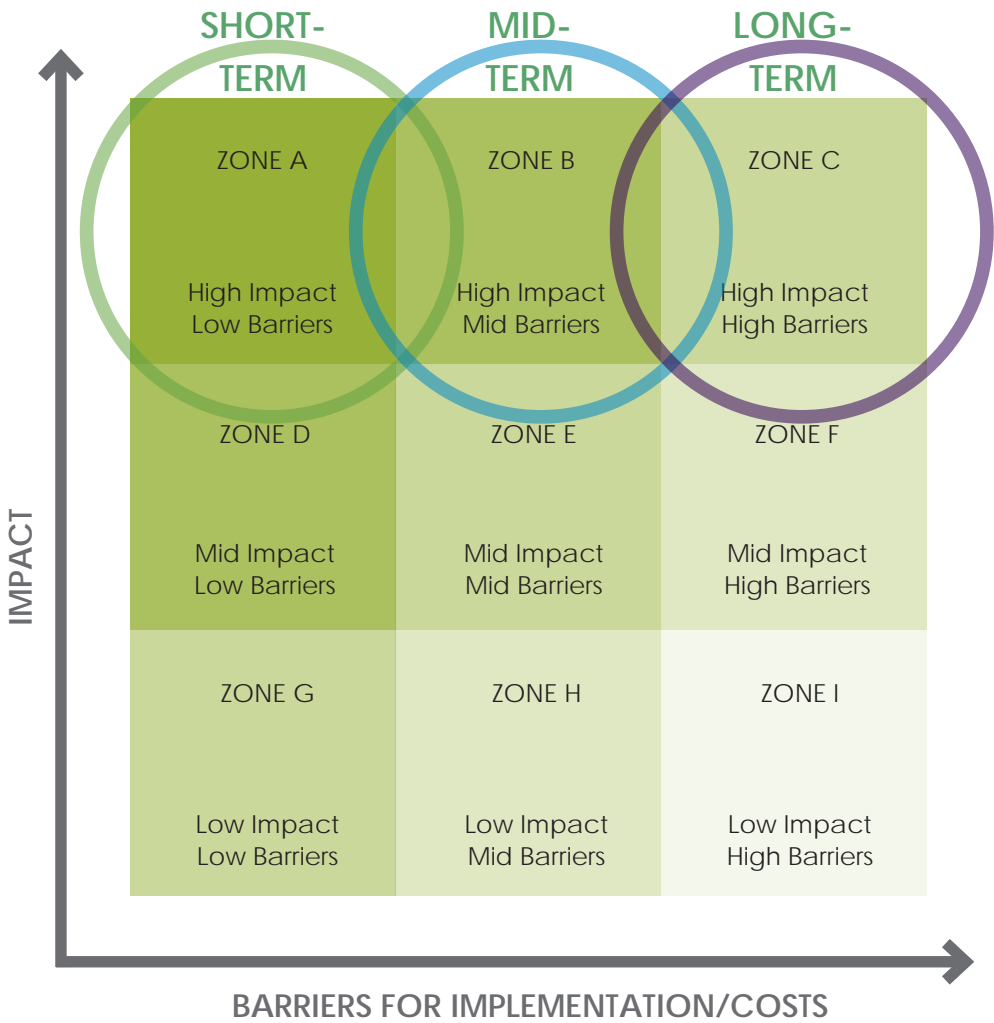 SHORT-
TERM
MID-
TERM
LONG-
TERM
ZONE A
High Impact
Low Barriers
ZONE B
High Impact
Mid Barriers
ZONE C
High Impact
High Barriers
ZONE D
Mid Impact
Low Barriers
ZONE E
Mid Impact
Mid Barriers
ZONE F
Mid Impact
High Barriers
ZONE G
Low Impact
Low Barriers
ZONE H
Low Impact
Mid Barriers
ZONE I
Low Impact
High Barriers
IMPACT
BARRIERS FOR IMPLEMENTATION/COSTS